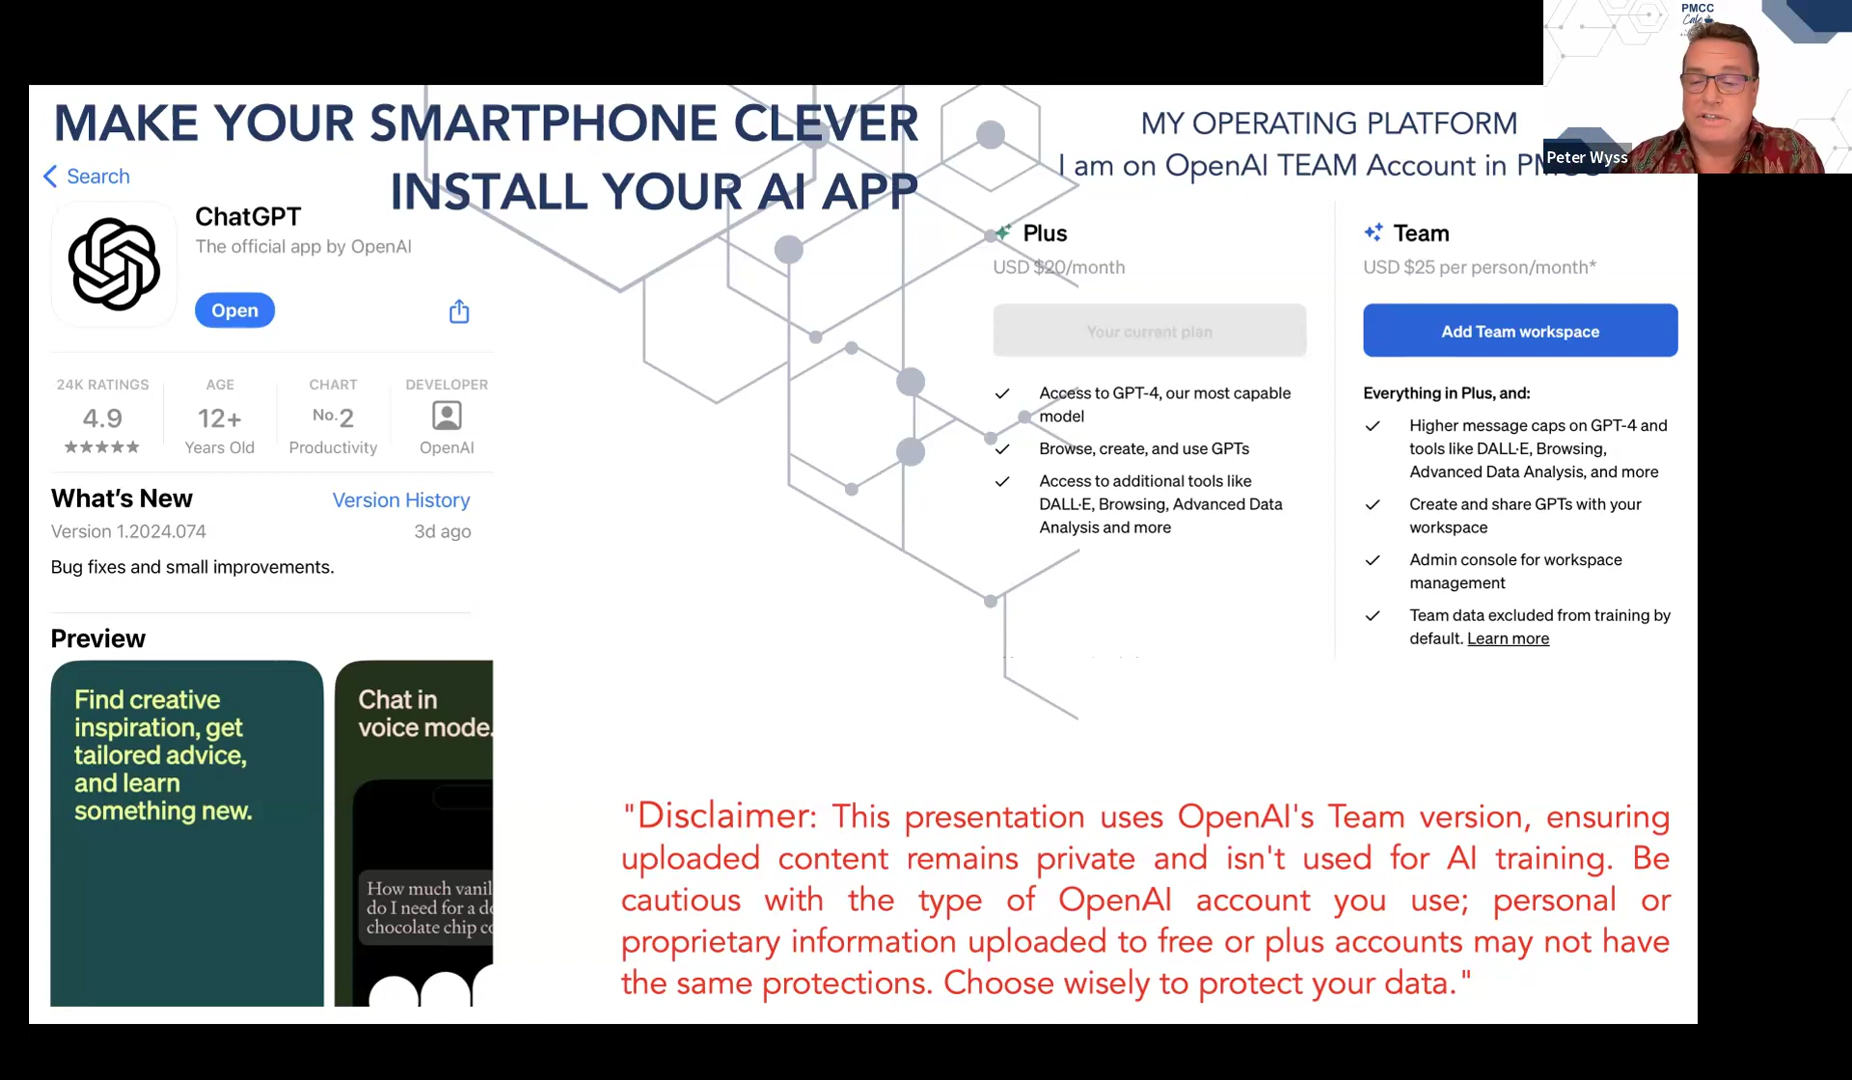 PMCC
Cafe
MAKE YOUR SMARTPHONE CLEVER
INSTALL YOUR AI APP
MY OPERATING PLATFORM
I am on OpenAI TEAM Account in
Peter Wyss
Search
ChatGPT
The official app by OpenAI
Open
24K RATINGS
4.9
★★★★★
AGE
12+
Years Old
CHART
No.2
Productivity
DEVELOPER
OpenAI
What's New
Version History
Version 1.2024.074
3d ago
Bug fixes and small improvements.
Preview
Find creative
inspiration, get
tailored advice,
and learn
something new.
Chat in
voice mode.
How much vanil
do I need for a d
chocolate chip c
Plus
USD $20/month
Your current plan
Access to GPT-4, our most capable
model
Browse, create, and use GPTs
Access to additional tools like
DALL·E, Browsing, Advanced Data
Analysis and more
Team
USD $25 per person/month*
Add Team workspace
Everything in Plus, and:
Higher message caps on GPT-4 and
tools like DALL·E, Browsing,
Advanced Data Analysis, and more
Create and share GPTs with your
workspace
Admin console for workspace
management
Team data excluded from training by
default. Learn more
"Disclaimer: This presentation uses OpenAI's Team version, ensuring
uploaded content remains private and isn't used for AI training. Be
cautious with the type of OpenAI account you use; personal or
proprietary information uploaded to free or plus accounts may not have
the same protections. Choose wisely to protect your data."